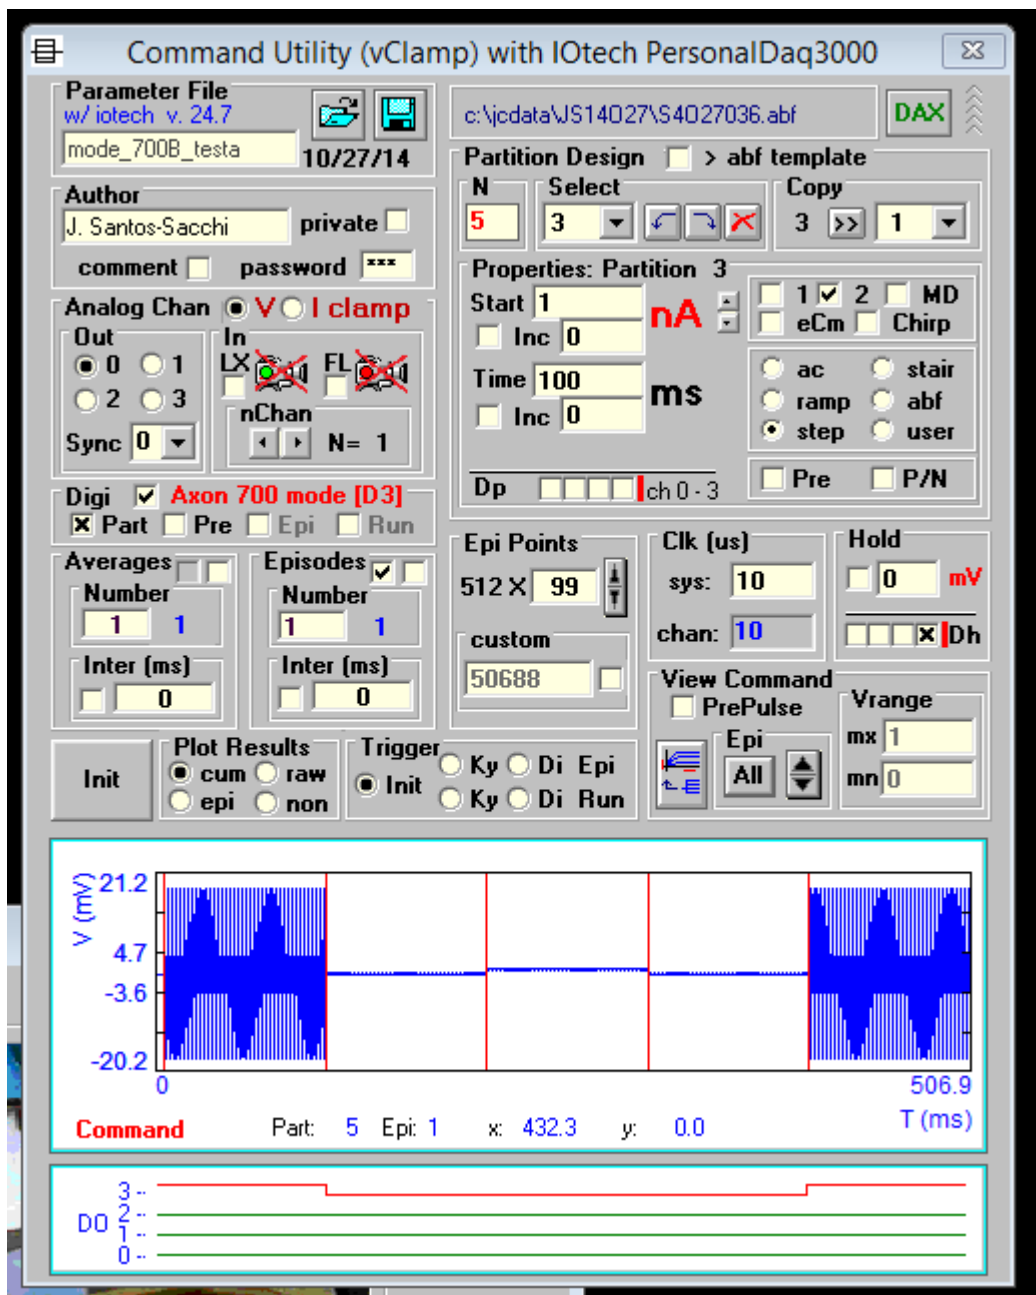 Command Utility (vClamp) with IOtech PersonalDaq3000
Parameter File
w/ iotech v. 24.7
mode_700B_testa
10/27/14
Author
J. Santos-Sacchi
private
comment
password ***
Analog Chan V I clamp
Out
0 1
2 3
Sync 0
In
LX FL
nChan
N= 1
Digi Axon 700 mode [D3]
Part Pre Epi Run
Averages
Number
1 1
Inter (ms)
0
Episodes
Number
1 1
Inter (ms)
0
c:\jcdata\JS14O27\S4O27036.abf
DAX
Partition Design > abf template
N
5
Select
3
Copy
3 >> 1
Properties: Partition 3
Start 1
nA
Inc 0
Time 100
ms
Inc 0
1 2 MD
eCm Chirp
ac stair
ramp abf
step user
Dp ch 0 - 3
Pre P/N
Epi Points
512 X 99
custom
50688
Clk (us)
sys: 10
chan: 10
Hold
0 mV
Dh
View Command
PrePulse
Epi
All
Vrange
mx 1
mn 0
Init
Plot Results
cum raw
epi non
Trigger
Init
Ky Di Epi
Ky Di Run
V (mV)
21.2
4.7
-3.6
-20.2
0
506.9
T (ms)
Command Part: 5 Epi: 1 x: 432.3 y: 0.0
DO
3 --
2 --
1 --
0 --